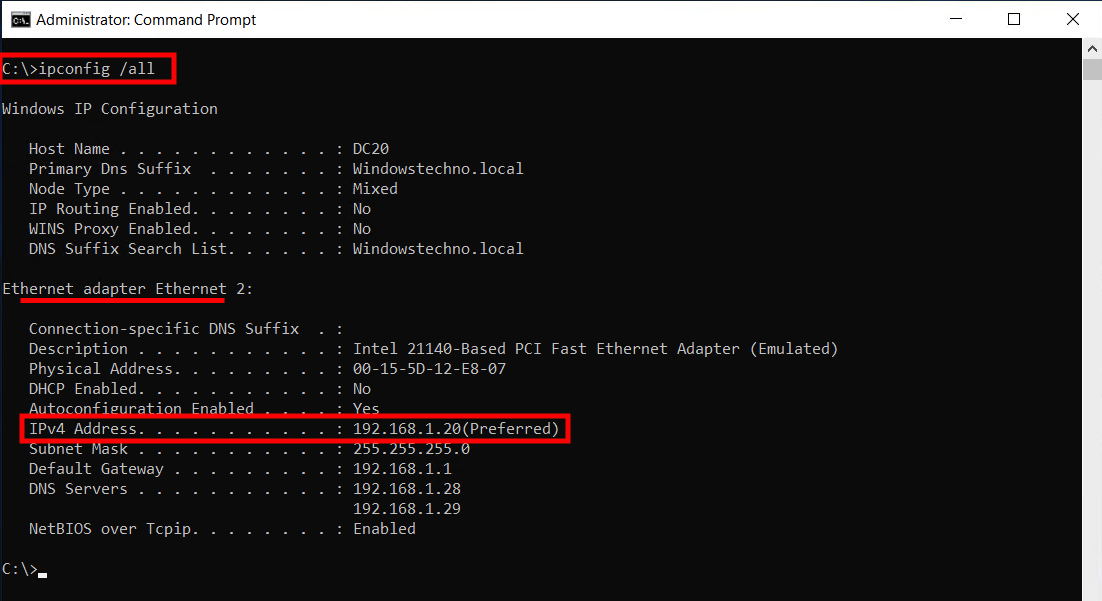 Administrator: Command Prompt
C:\>ipconfig /all
Windows IP Configuration
Host Name . . . . . . . . . . . . : DC20
Primary Dns Suffix  . . . . . . . : Windowstechno.local
Node Type . . . . . . . . . . . . : Mixed
IP Routing Enabled. . . . . . . . : No
WINS Proxy Enabled. . . . . . . . : No
DNS Suffix Search List. . . . . . : Windowstechno.local
Ethernet adapter Ethernet 2:
Connection-specific DNS Suffix  . :
Description . . . . . . . . . . . : Intel 21140-Based PCI Fast Ethernet Adapter (Emulated)
Physical Address. . . . . . . . . : 00-15-5D-12-E8-07
DHCP Enabled. . . . . . . . . . . : No
Autoconfiguration Enabled . . . . : Yes
IPv4 Address. . . . . . . . . . . : 192.168.1.20(Preferred)
Subnet Mask . . . . . . . . . . . : 255.255.255.0
Default Gateway . . . . . . . . . : 192.168.1.1
DNS Servers . . . . . . . . . . . : 192.168.1.28
192.168.1.29
NetBIOS over Tcpip. . . . . . . . : Enabled
C:\>